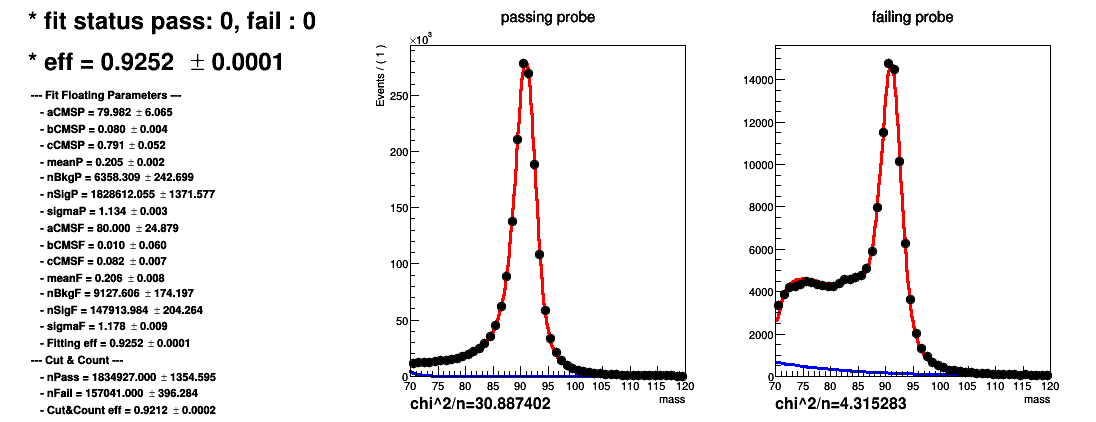 * fit status pass: 0, fail : 0
* eff = 0.9252 ± 0.0001
--- Fit Floating Parameters ---
- aCMSP = 79.982 ± 6.065
- bCMSP = 0.080 ± 0.004
- cCMSP = 0.791 ± 0.052
- meanP = 0.205 ± 0.002
- nBkgP = 6358.309 ± 242.699
- nSigP = 1828612.055 ± 1371.577
- sigmaP = 1.134 ± 0.003
- aCMSF = 80.000 ± 24.879
- bCMSF = 0.010 ± 0.060
- cCMSF = 0.082 ± 0.007
- meanF = 0.206 ± 0.008
- nBkgF = 9127.606 ± 174.197
- nSigF = 147913.984 ± 204.264
- sigmaF = 1.178 ± 0.009
- Fitting eff = 0.9252 ± 0.0001
--- Cut & Count ---
- nPass = 1834927.000 ± 1354.595
- nFail = 157041.000 ± 396.284
- Cut&Count eff = 0.9212 ± 0.0002
passing probe
×10³
Events / ( 1 )
250
200
150
100
50
0
70 75 80 85 90 95 100 105 110 115 120
mass
chi^2/n=30.887402
failing probe
14000
12000
10000
8000
6000
4000
2000
0
70 75 80 85 90 95 100 105 110 115 120
mass
chi^2/n=4.315283